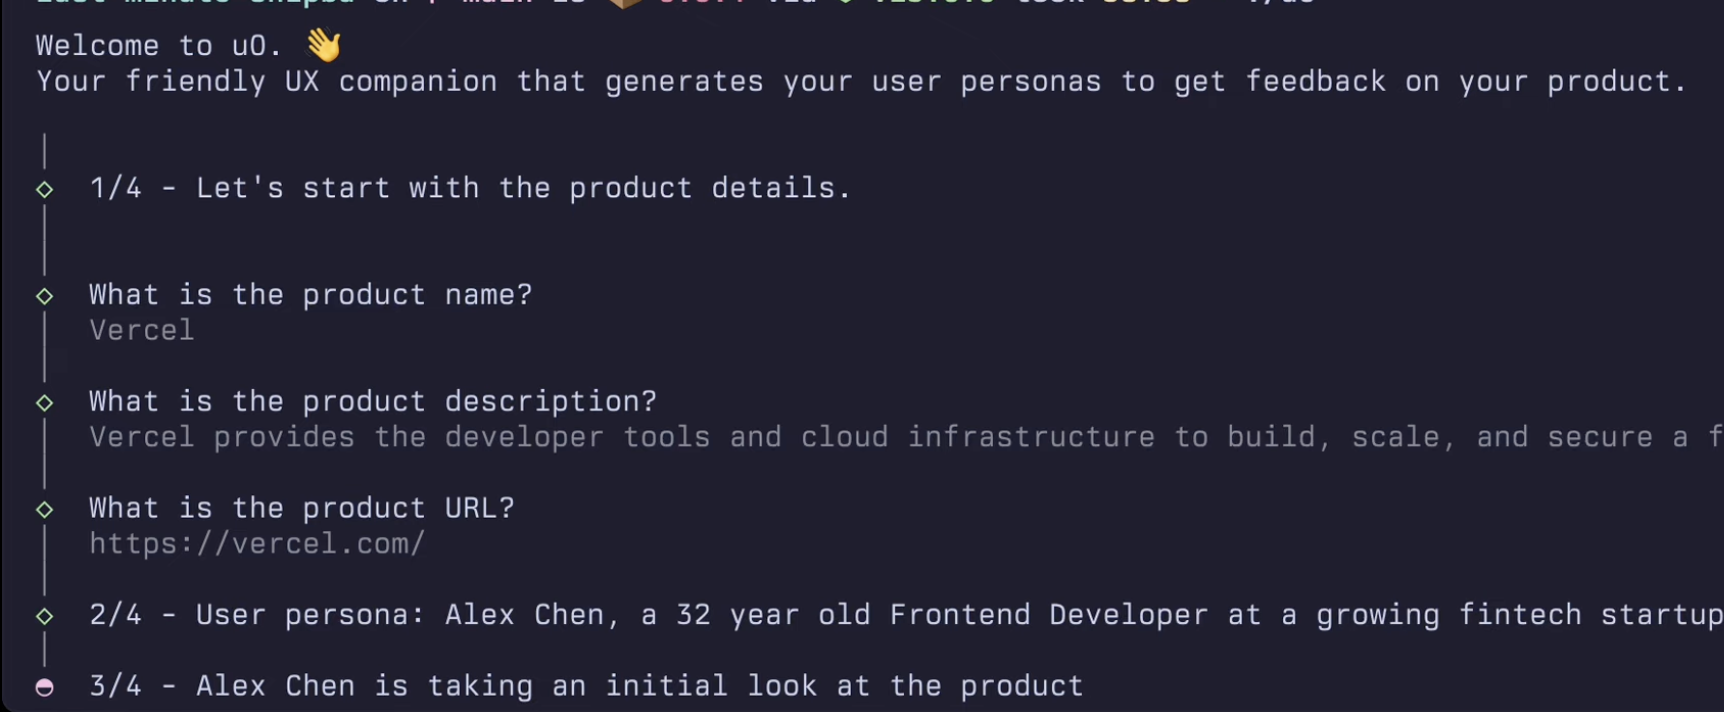 Welcome to uO. 👋
Your friendly UX companion that generates your user personas to get feedback on your product.
1/4 - Let's start with the product details.
What is the product name?
Vercel
What is the product description?
Vercel provides the developer tools and cloud infrastructure to build, scale, and secure a f
What is the product URL?
https://vercel.com/
2/4 - User persona: Alex Chen, a 32 year old Frontend Developer at a growing fintech startup
3/4 - Alex Chen is taking an initial look at the product